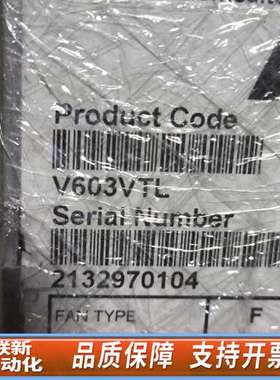 Product Code
V603VTL
Serial Number
2132970104
FAN TYPE
F
新
动化
品质保障 支持开票